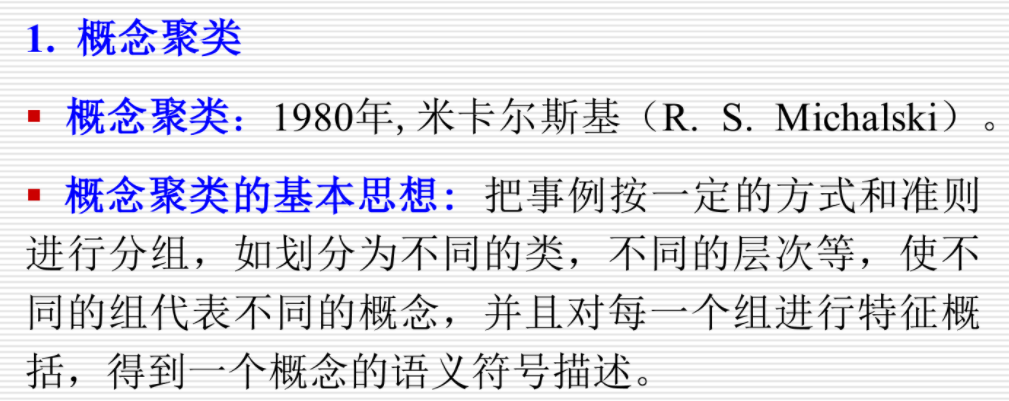 1. 概念聚类
▪ 概念聚类：1980年, 米卡尔斯基（R. S. Michalski）。
▪ 概念聚类的基本思想：把事例按一定的方式和准则
进行分组，如划分为不同的类，不同的层次等，使不
同的组代表不同的概念，并且对每一个组进行特征概
括，得到一个概念的语义符号描述。